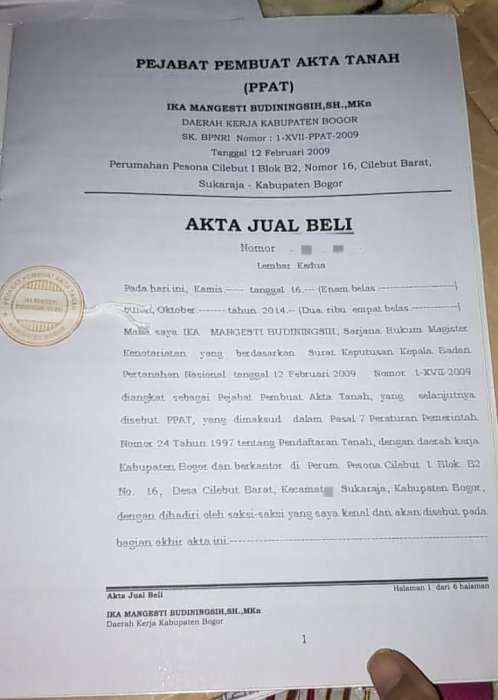 PEJABAT PEMBUAT AKTA TANAH
(PPAT)
IKA MANGESTI BUDININGSIH,SH.,MKn
DAERAH KERJA KABUPATEN BOGOR
SK. BPNRI Nomor : 1-XVII-PPAT-2009
Tanggal 12 Februari 2009
Perumahan Pesona Cilebut I Blok B2, Nomor 16, Cilebut Barat,
Sukaraja - Kabupaten Bogor
AKTA JUAL BELI
Nomor
Lembar Kedua
Pada hari ini, Kamis.----- tanggal 16.--- (Enam belas.--------------------)
bulan, Oktober.-------- tahun 2014.-- (Dua ribu empat belas.------------)
Maka saya IKA MANGESTI BUDININGSIH, Sarjana Hukum Magister
Kenotariatan yang berdasarkan Surat Keputusan Kepala Badan
Pertanahan Nasional tanggal 12 Februari 2009 Nomor 1-XVII-2009
diangkat sebagai Pejabat Pembuat Akta Tanah, yang selanjutnya
disebut PPAT, yang dimaksud dalam Pasal 7 Peraturan Pemerintah
Nomor 24 Tahun 1997 tentang Pendaftaran Tanah, dengan daerah kerja
Kabupaten Bogor dan berkantor di Perum Pesona Cilebut I Blok B2
No. 16, Desa Cilebut Barat, Kecamat Sukaraja, Kabupaten Bogor,
dengan dihadiri oleh saksi-saksi yang saya kenal dan akan disebut pada
bagian akhir akta ini.---------------------------------------------------
Akta Jual Beli
Halaman 1 dari 6 halaman
IKA MANGESTI BUDININGSIH,SH.,MKn
Daerah Kerja Kabupaten Bogor
1